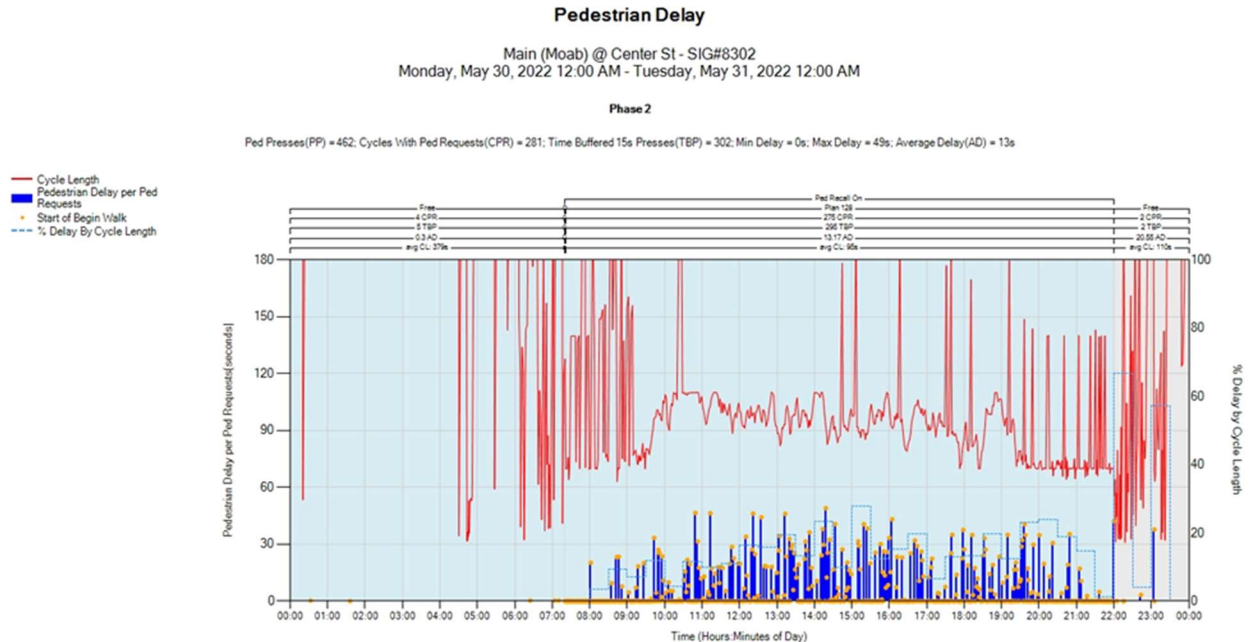 Pedestrian Delay
Main (Moab) @ Center St - SIG#8302
Monday, May 30, 2022 12:00 AM - Tuesday, May 31, 2022 12:00 AM
Phase 2
Ped Presses(PP) = 462; Cycles With Ped Requests(CPR) = 281; Time Buffered 15s Presses(TBP) = 302; Min Delay = 0s; Max Delay = 49s; Average Delay(AD) = 13s
Cycle Length
Pedestrian Delay per Ped
Requests
Start of Begin Walk
% Delay By Cycle Length
Ped Recall On
Free Plan 128 Free
4 CPR 275 CPR 2 CPR
5 TBP 295 TBP 2 TBP
0.3 AD 13.17 AD 20.55 AD
avg CL: 379s avg CL: 95s avg CL: 110s
180 100
150
80
120
60
90
40
60
20
30
0 0
Pedestrian Delay per Ped Requests[seconds]
% Delay by Cycle Length
00:00 01:00 02:00 03:00 04:00 05:00 06:00 07:00 08:00 09:00 10:00 11:00 12:00 13:00 14:00 15:00 16:00 17:00 18:00 19:00 20:00 21:00 22:00 23:00 00:00
Time (Hours:Minutes of Day)